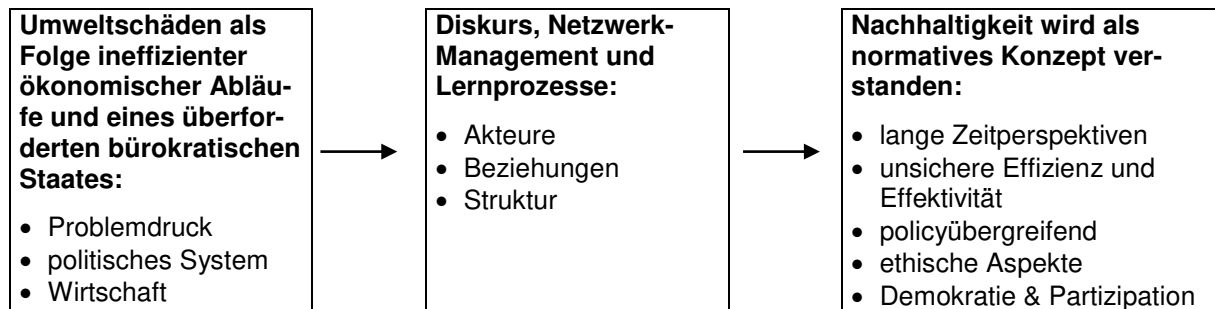 Umweltschäden als
Folge ineffizienter
ökonomischer Abläu-
fe und eines überfor-
derten bürokratischen
Staates:
• Problemdruck
• politisches System
• Wirtschaft
Diskurs, Netzwerk-
Management und
Lernprozesse:
• Akteure
• Beziehungen
• Struktur
Nachhaltigkeit wird als
normatives Konzept ver-
standen:
• lange Zeitperspektiven
• unsichere Effizienz und
Effektivität
• policyübergreifend
• ethische Aspekte
• Demokratie & Partizipation